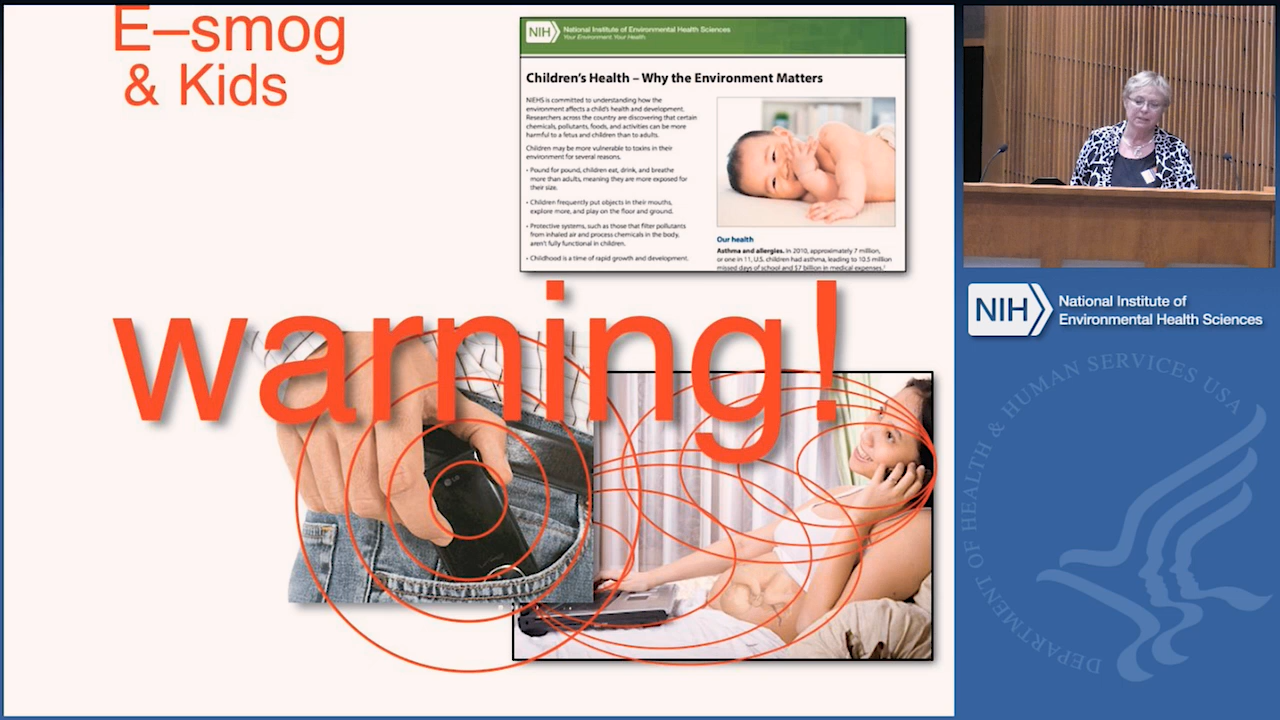 E–smog
& Kids
NIH
National Institute of Environmental Health Sciences
Your Environment. Your Health.
Children's Health – Why the Environment Matters
NIEHS is committed to understanding how the
environment affects a child's health and development.
Researchers across the country are discovering that certain
chemicals, pollutants, foods, and activities can be more
harmful to a fetus and children than to adults.
Children may be more vulnerable to toxins in their
environment for several reasons.
• Pound for pound, children eat, drink, and breathe
more than adults, meaning they are more exposed for
their size.
• Children frequently put objects in their mouths,
explore more, and play on the floor and ground.
• Protective systems, such as those that filter pollutants
from inhaled air and process chemicals in the body,
aren't fully functional in children.
• Childhood is a time of rapid growth and development.
Our health
Asthma and allergies. In 2010, approximately 7 million,
or one in 11, U.S. children had asthma, leading to 10.5 million
missed days of school and $7 billion in medical expenses.¹
warning!
LG
NIH
National Institute of
Environmental Health Sciences
DEPARTMENT OF HEALTH & HUMAN SERVICES USA